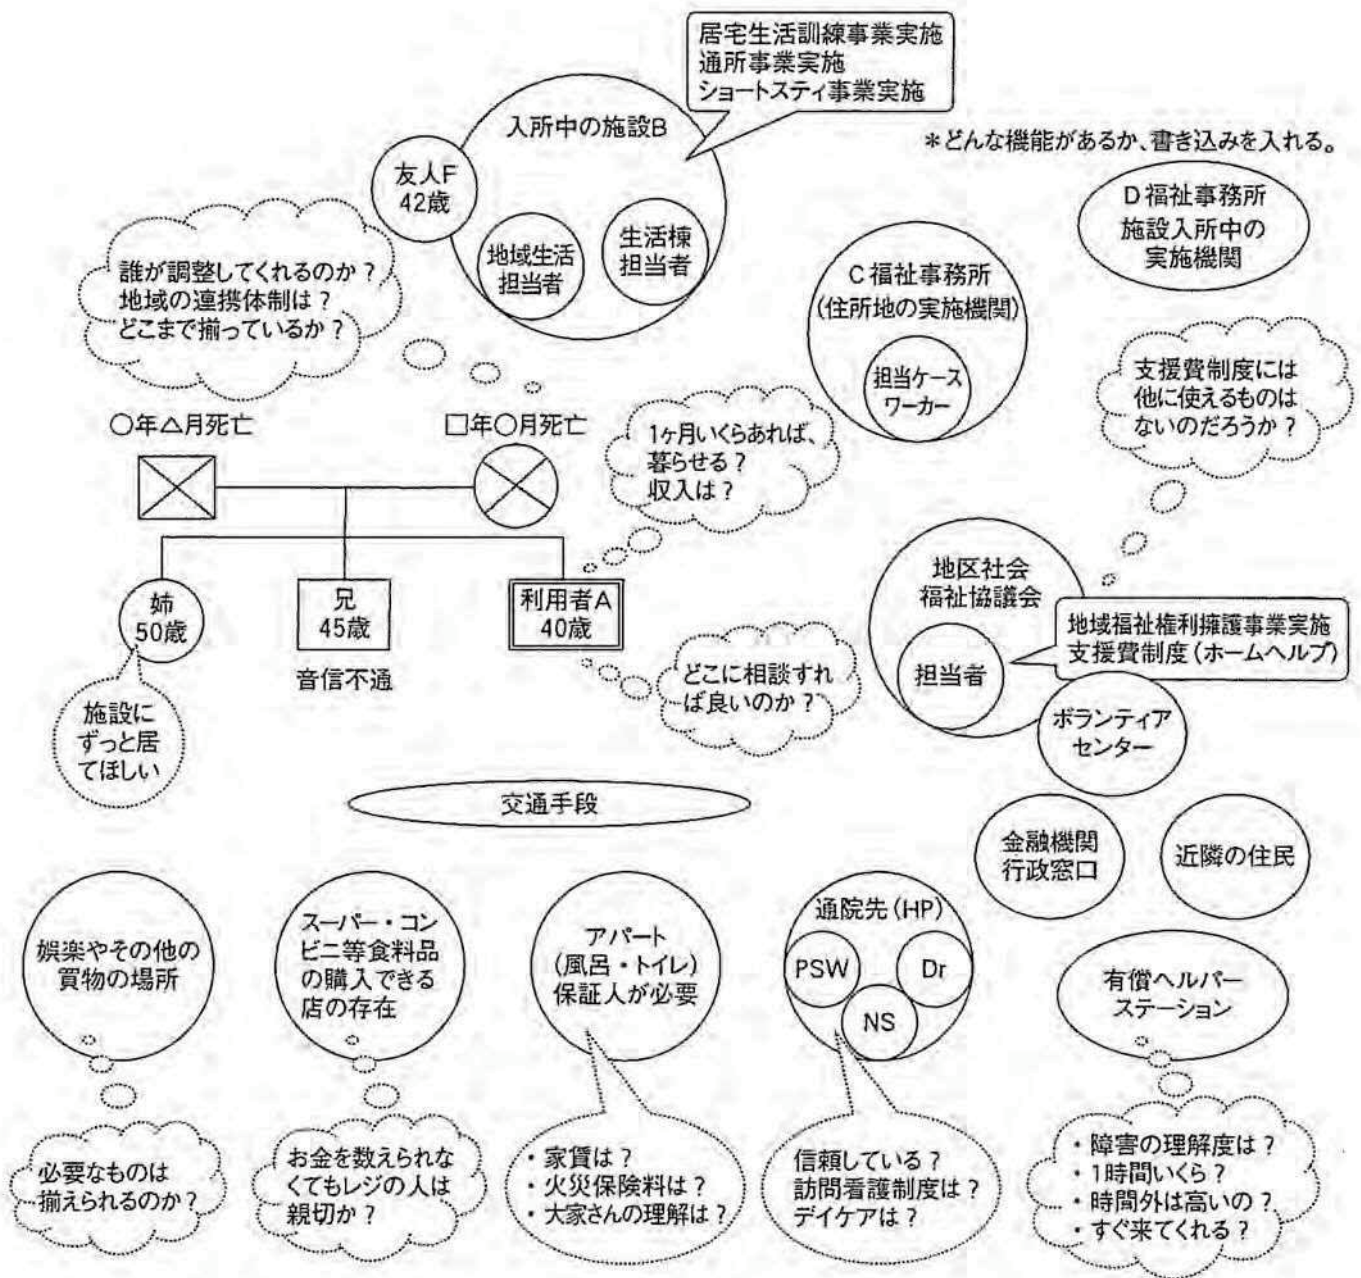 居宅生活訓練事業実施
通所事業実施
ショートスティ事業実施
入所中の施設B
友人F
42歳
地域生活
担当者
生活棟
担当者
*どんな機能があるか、書き込みを入れる。
D福祉事務所
施設入所中の
実施機関
C福祉事務所
(住所地の実施機関)
担当ケース
ワーカー
誰が調整してくれるのか?
地域の連携体制は?
どこまで揃っているか?
支援費制度には
他に使えるものは
ないのだろうか?
○年△月死亡
□年○月死亡
1ヶ月いくらあれば、
暮らせる?
収入は?
姉
50歳
兄
45歳
音信不通
利用者A
40歳
施設に
ずっと居
てほしい
どこに相談すれ
ば良いのか?
地区社会
福祉協議会
担当者
地域福祉権利擁護事業実施
支援費制度(ホームヘルプ)
ボランティア
センター
交通手段
金融機関
行政窓口
近隣の住民
娯楽やその他の
買物の場所
スーパー・コン
ビニ等食料品
の購入できる
店の存在
アパート
(風呂・トイレ)
保証人が必要
通院先(HP)
PSW
Dr
NS
有償ヘルパー
ステーション
必要なものは
揃えられるのか?
お金を数えられな
くてもレジの人は
親切か?
・家賃は?
・火災保険料は?
・大家さんの理解は?
信頼している?
訪問看護制度は?
デイケアは?
・障害の理解度は?
・1時間いくら?
・時間外は高いの?
・すぐ来てくれる?